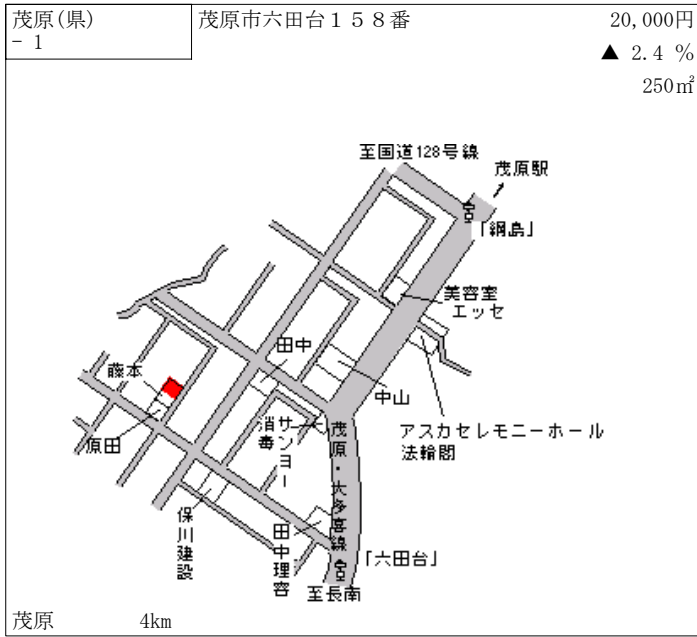 茂原(県)
- 1
茂原市六田台１５８番
20,000円
▲ 2.4 %
250㎡
至国道128号線
茂原駅
「綱島」
美容室
エッセ
田中
藤本
中山
アスカセレモニーホール
法輪閣
原田
サンヨー
消毒
茂原・大多喜線
保川建設
田中理容
「六田台」
至長南
茂原 4km